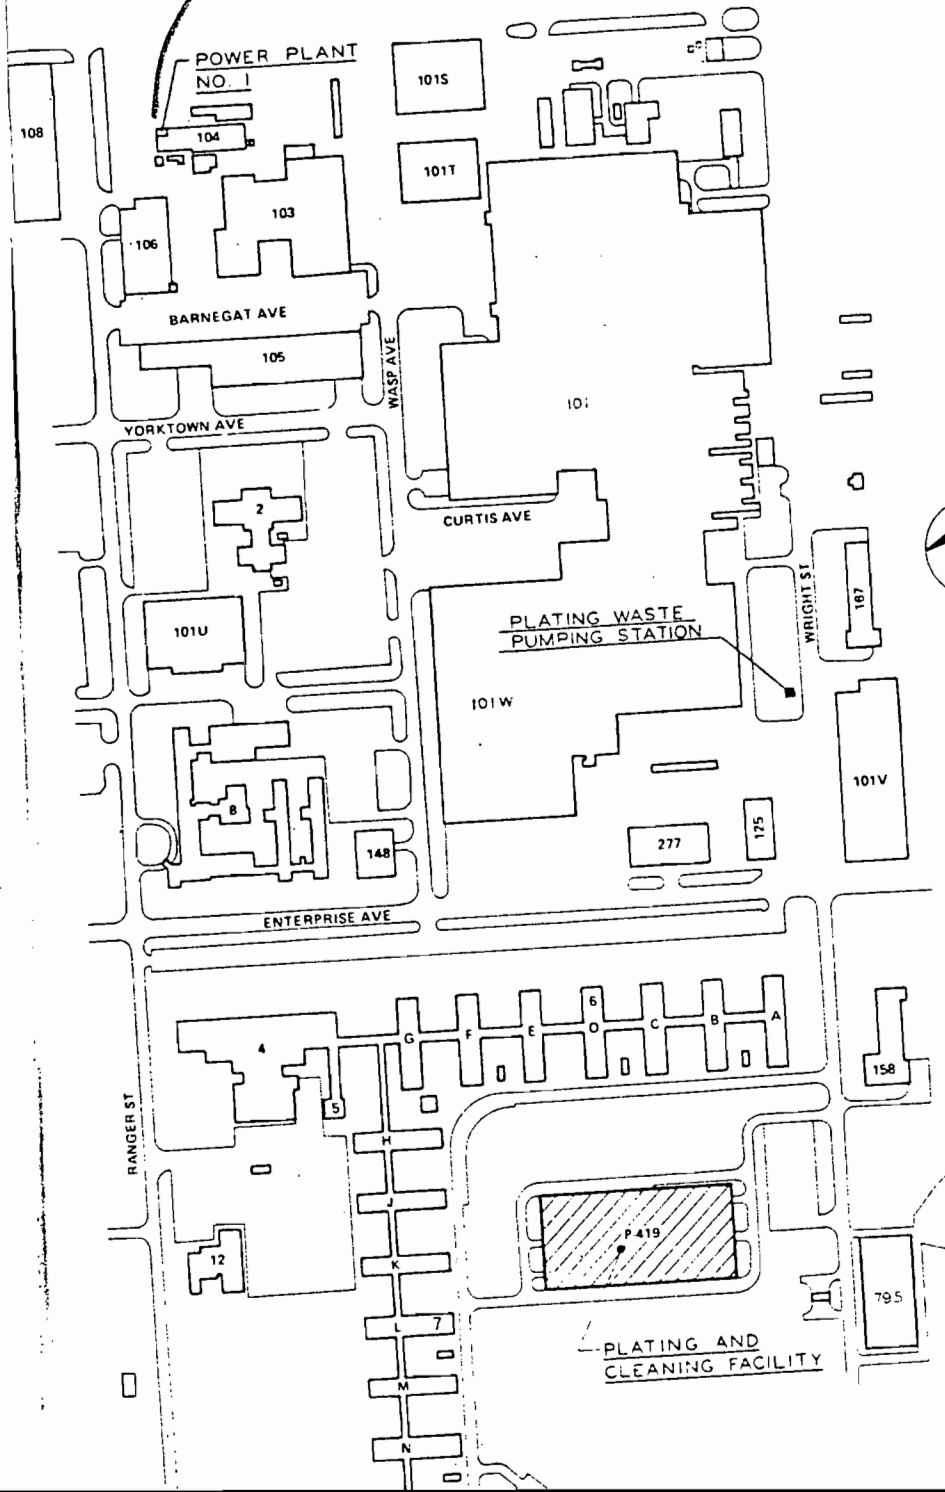 POWER PLANT
NO. 1
101S
108
104
101T
103
106
BARNEGAT AVE
105
WASP AVE
101
YORKTOWN AVE
2
CURTIS AVE
WRIGHT ST
167
PLATING WASTE
PUMPING STATION
101U
101W
101V
8
125
277
148
ENTERPRISE AVE
6
G
F
E
D
C
B
A
4
158
5
RANGER ST
H
J
P-419
K
12
795
L
7
PLATING AND
CLEANING FACILITY
M
N